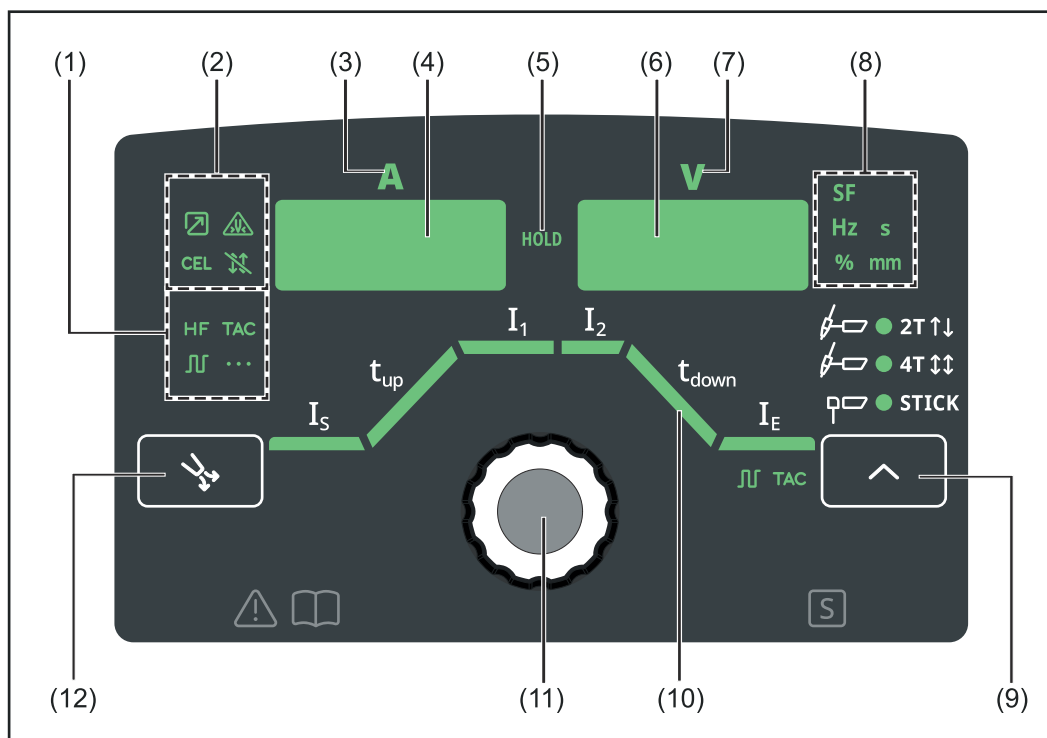 (1) (2) (3) (4) (5) (6) (7) (8)
A V
SF
HOLD
Hz s
CEL
% mm
HF TAC
I1 I2
2T
tup tdown
4T
STICK
IS IE
TAC
S
(12) (11) (10) (9)